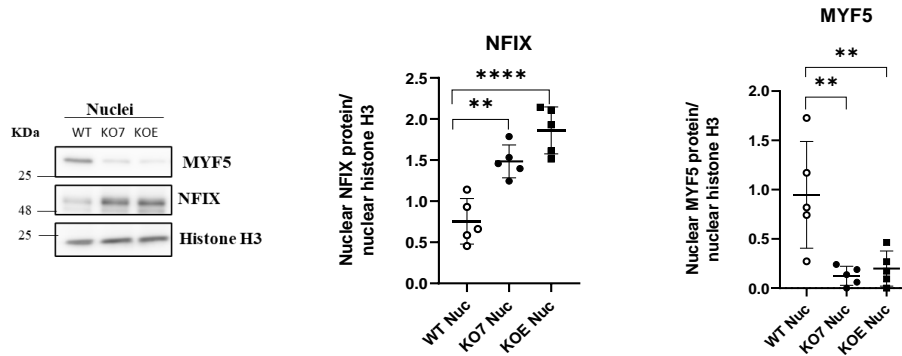 Nuclei
KDa
WT KO7 KOE
MYF5
25
NFIX
48
25
Histone H3
NFIX
****
**
2.5
2.0
1.5
1.0
0.5
0.0
Nuclear NFIX protein/
nuclear histone H3
WT Nuc
KO7 Nuc
KOE Nuc
MYF5
**
**
2.0
1.5
1.0
0.5
0.0
Nuclear MYF5 protein/
nuclear histone H3
WT Nuc
KO7 Nuc
KOE Nuc